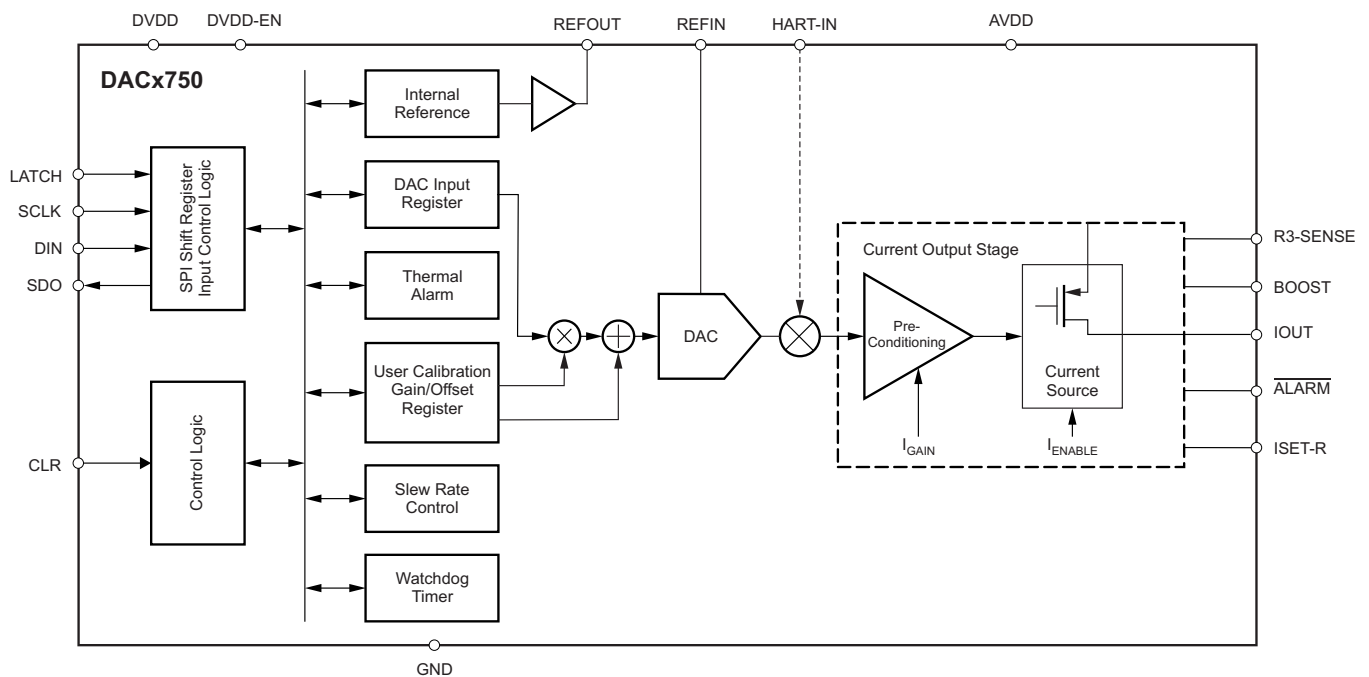 DVDD
DVDD-EN
REFOUT
REFIN
HART-IN
AVDD
DACx750
Internal
Reference
LATCH
SCLK
DIN
SDO
SPI Shift Register
Input Control Logic
DAC Input
Register
Thermal
Alarm
User Calibration
Gain/Offset
Register
DAC
Current Output Stage
Pre-
Conditioning
Current
Source
IGAIN
IENABLE
R3-SENSE
BOOST
IOUT
ALARM
ISET-R
CLR
Control Logic
Slew Rate
Control
Watchdog
Timer
GND